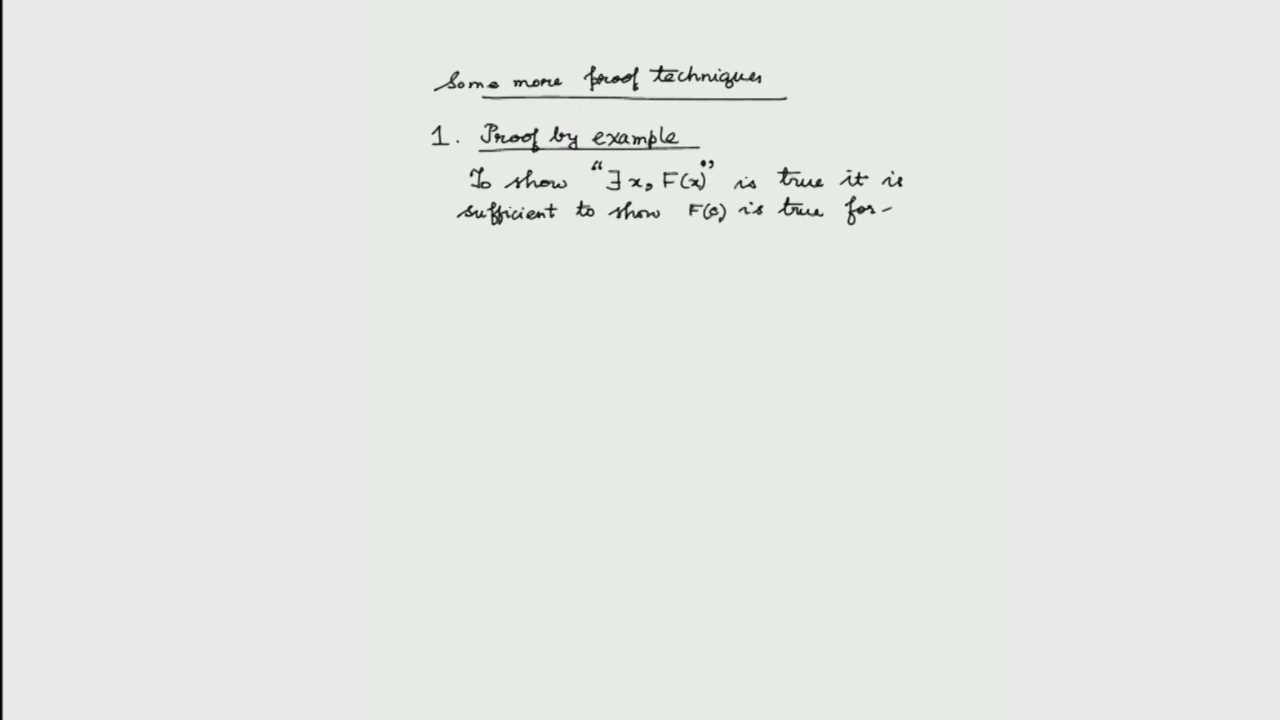 Some more proof techniques
1. Proof by example
To show "∃ x, F(x)" is true it is
sufficient to show F(c) is true for